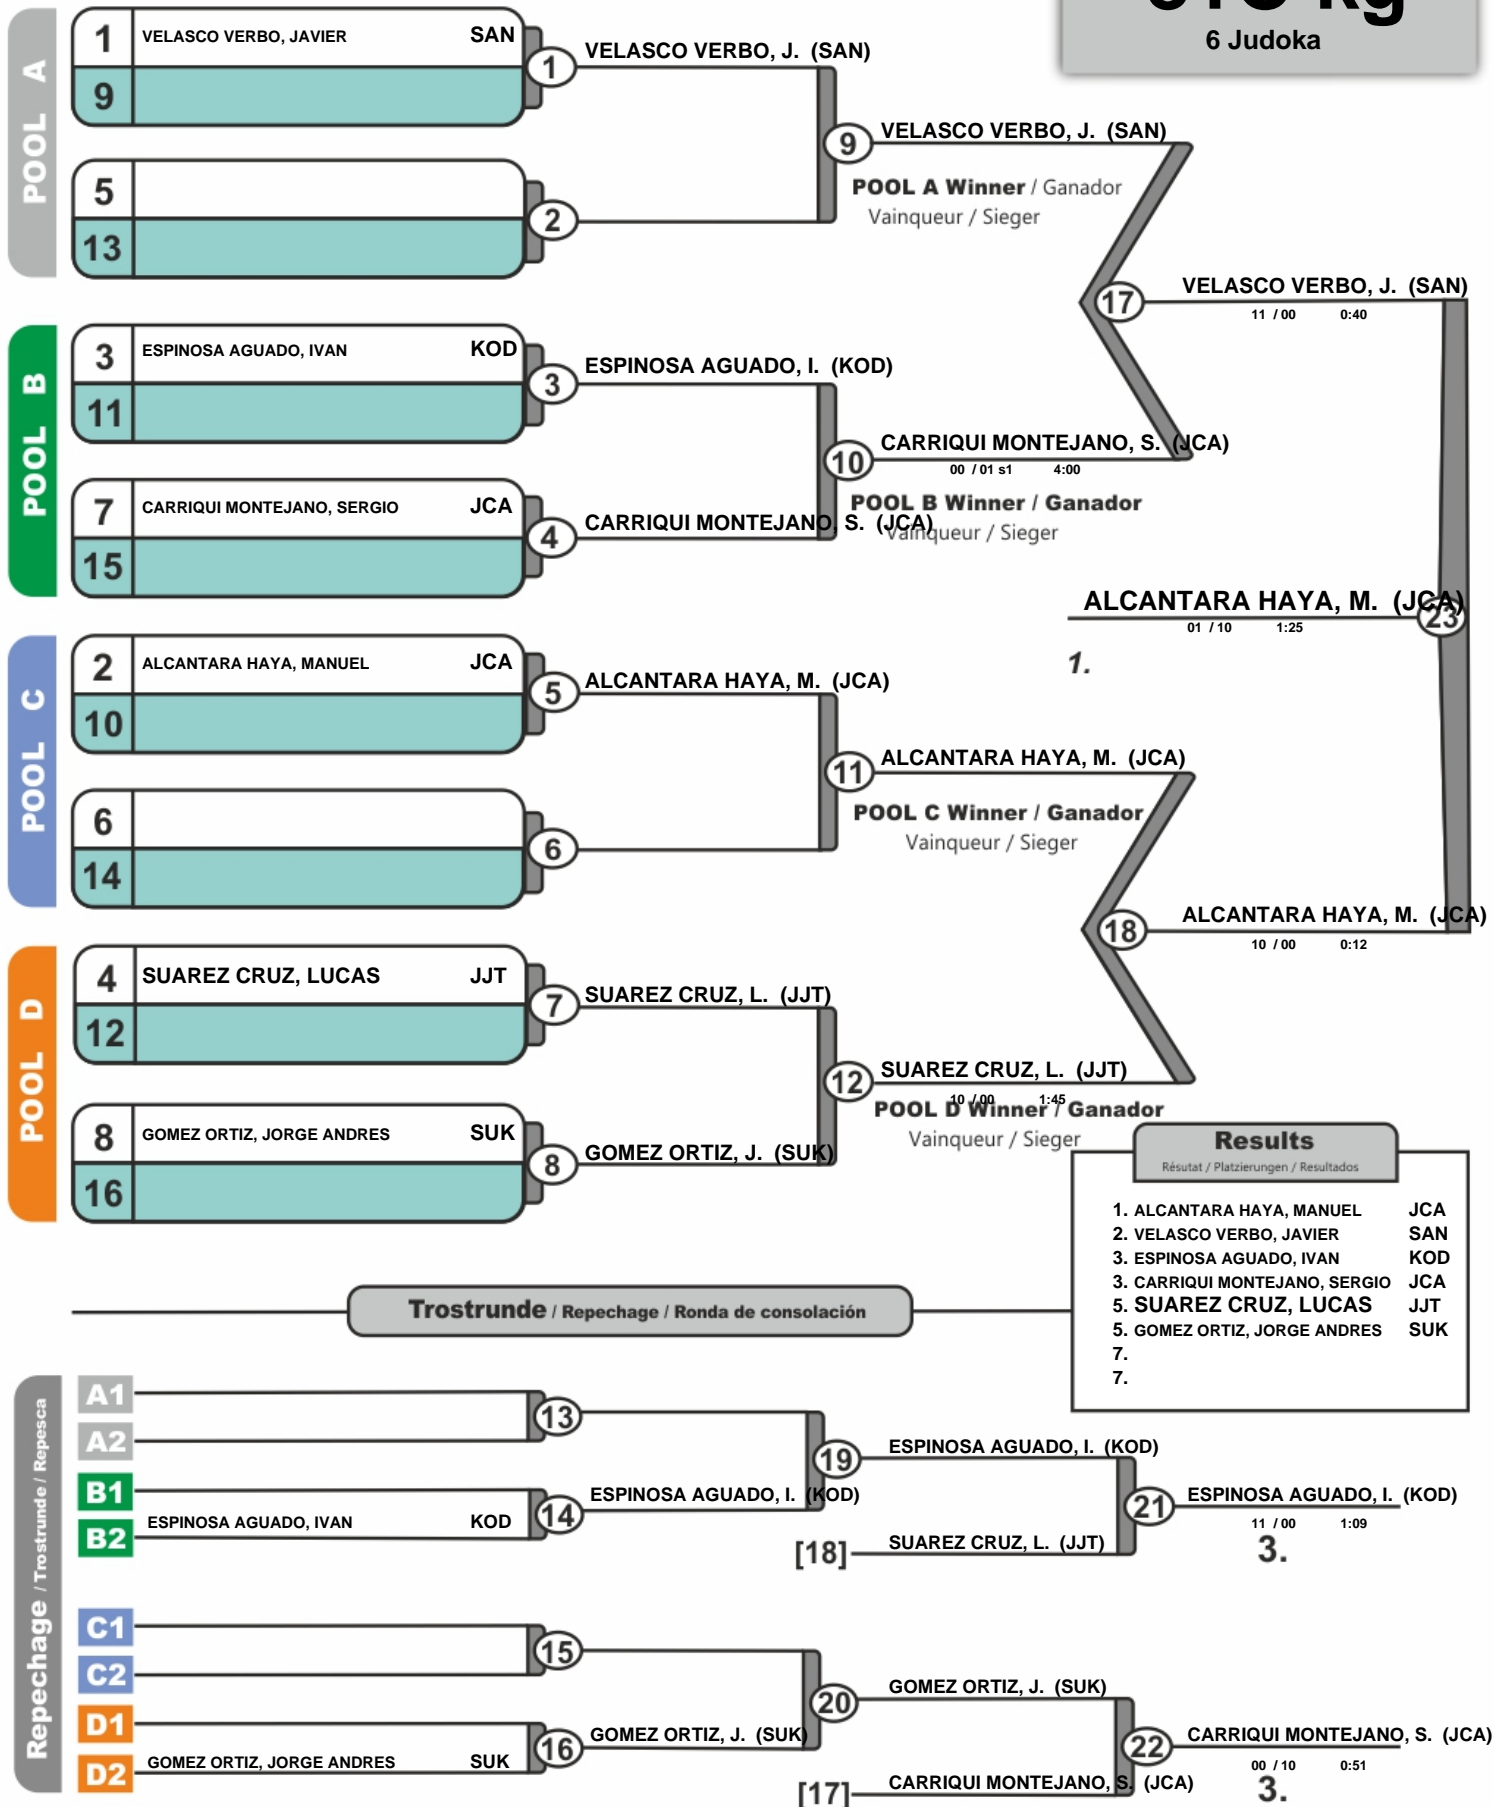 6 Judoka
POOL A
1 VELASCO VERBO, JAVIER SAN
9
5
13
1 VELASCO VERBO, J. (SAN)
2
9 VELASCO VERBO, J. (SAN)
POOL A Winner / Ganador
Vainqueur / Sieger
17 VELASCO VERBO, J. (SAN)
11 / 00 0:40
POOL B
3 ESPINOSA AGUADO, IVAN KOD
11
7 CARRIQUI MONTEJANO, SERGIO JCA
15
3 ESPINOSA AGUADO, I. (KOD)
4 CARRIQUI MONTEJANO, S. (JCA)
10 CARRIQUI MONTEJANO, S. (JCA)
00 / 01 s1 4:00
POOL B Winner / Ganador
Vainqueur / Sieger
ALCANTARA HAYA, M. (JCA) 23
01 / 10 1:25
1.
POOL C
2 ALCANTARA HAYA, MANUEL JCA
10
6
14
5 ALCANTARA HAYA, M. (JCA)
6
11 ALCANTARA HAYA, M. (JCA)
POOL C Winner / Ganador
Vainqueur / Sieger
18 ALCANTARA HAYA, M. (JCA)
10 / 00 0:12
POOL D
4 SUAREZ CRUZ, LUCAS JJT
12
8 GOMEZ ORTIZ, JORGE ANDRES SUK
16
7 SUAREZ CRUZ, L. (JJT)
8 GOMEZ ORTIZ, J. (SUK)
12 SUAREZ CRUZ, L. (JJT)
10 / 00 1:45
POOL D Winner / Ganador
Vainqueur / Sieger
Results
Résutat / Platzierungen / Resultados
1. ALCANTARA HAYA, MANUEL JCA
2. VELASCO VERBO, JAVIER SAN
3. ESPINOSA AGUADO, IVAN KOD
3. CARRIQUI MONTEJANO, SERGIO JCA
5. SUAREZ CRUZ, LUCAS JJT
5. GOMEZ ORTIZ, JORGE ANDRES SUK
7.
7.
Trostrunde / Repechage / Ronda de consolación
Repechage / Trostrunde / Repesca
A1
A2
13
B1
B2 ESPINOSA AGUADO, IVAN KOD
14 ESPINOSA AGUADO, I. (KOD)
19 ESPINOSA AGUADO, I. (KOD)
[18] SUAREZ CRUZ, L. (JJT)
21 ESPINOSA AGUADO, I. (KOD)
11 / 00 1:09
3.
C1
C2
15
D1
D2 GOMEZ ORTIZ, JORGE ANDRES SUK
16 GOMEZ ORTIZ, J. (SUK)
20 GOMEZ ORTIZ, J. (SUK)
[17] CARRIQUI MONTEJANO, S. (JCA)
22 CARRIQUI MONTEJANO, S. (JCA)
00 / 10 0:51
3.